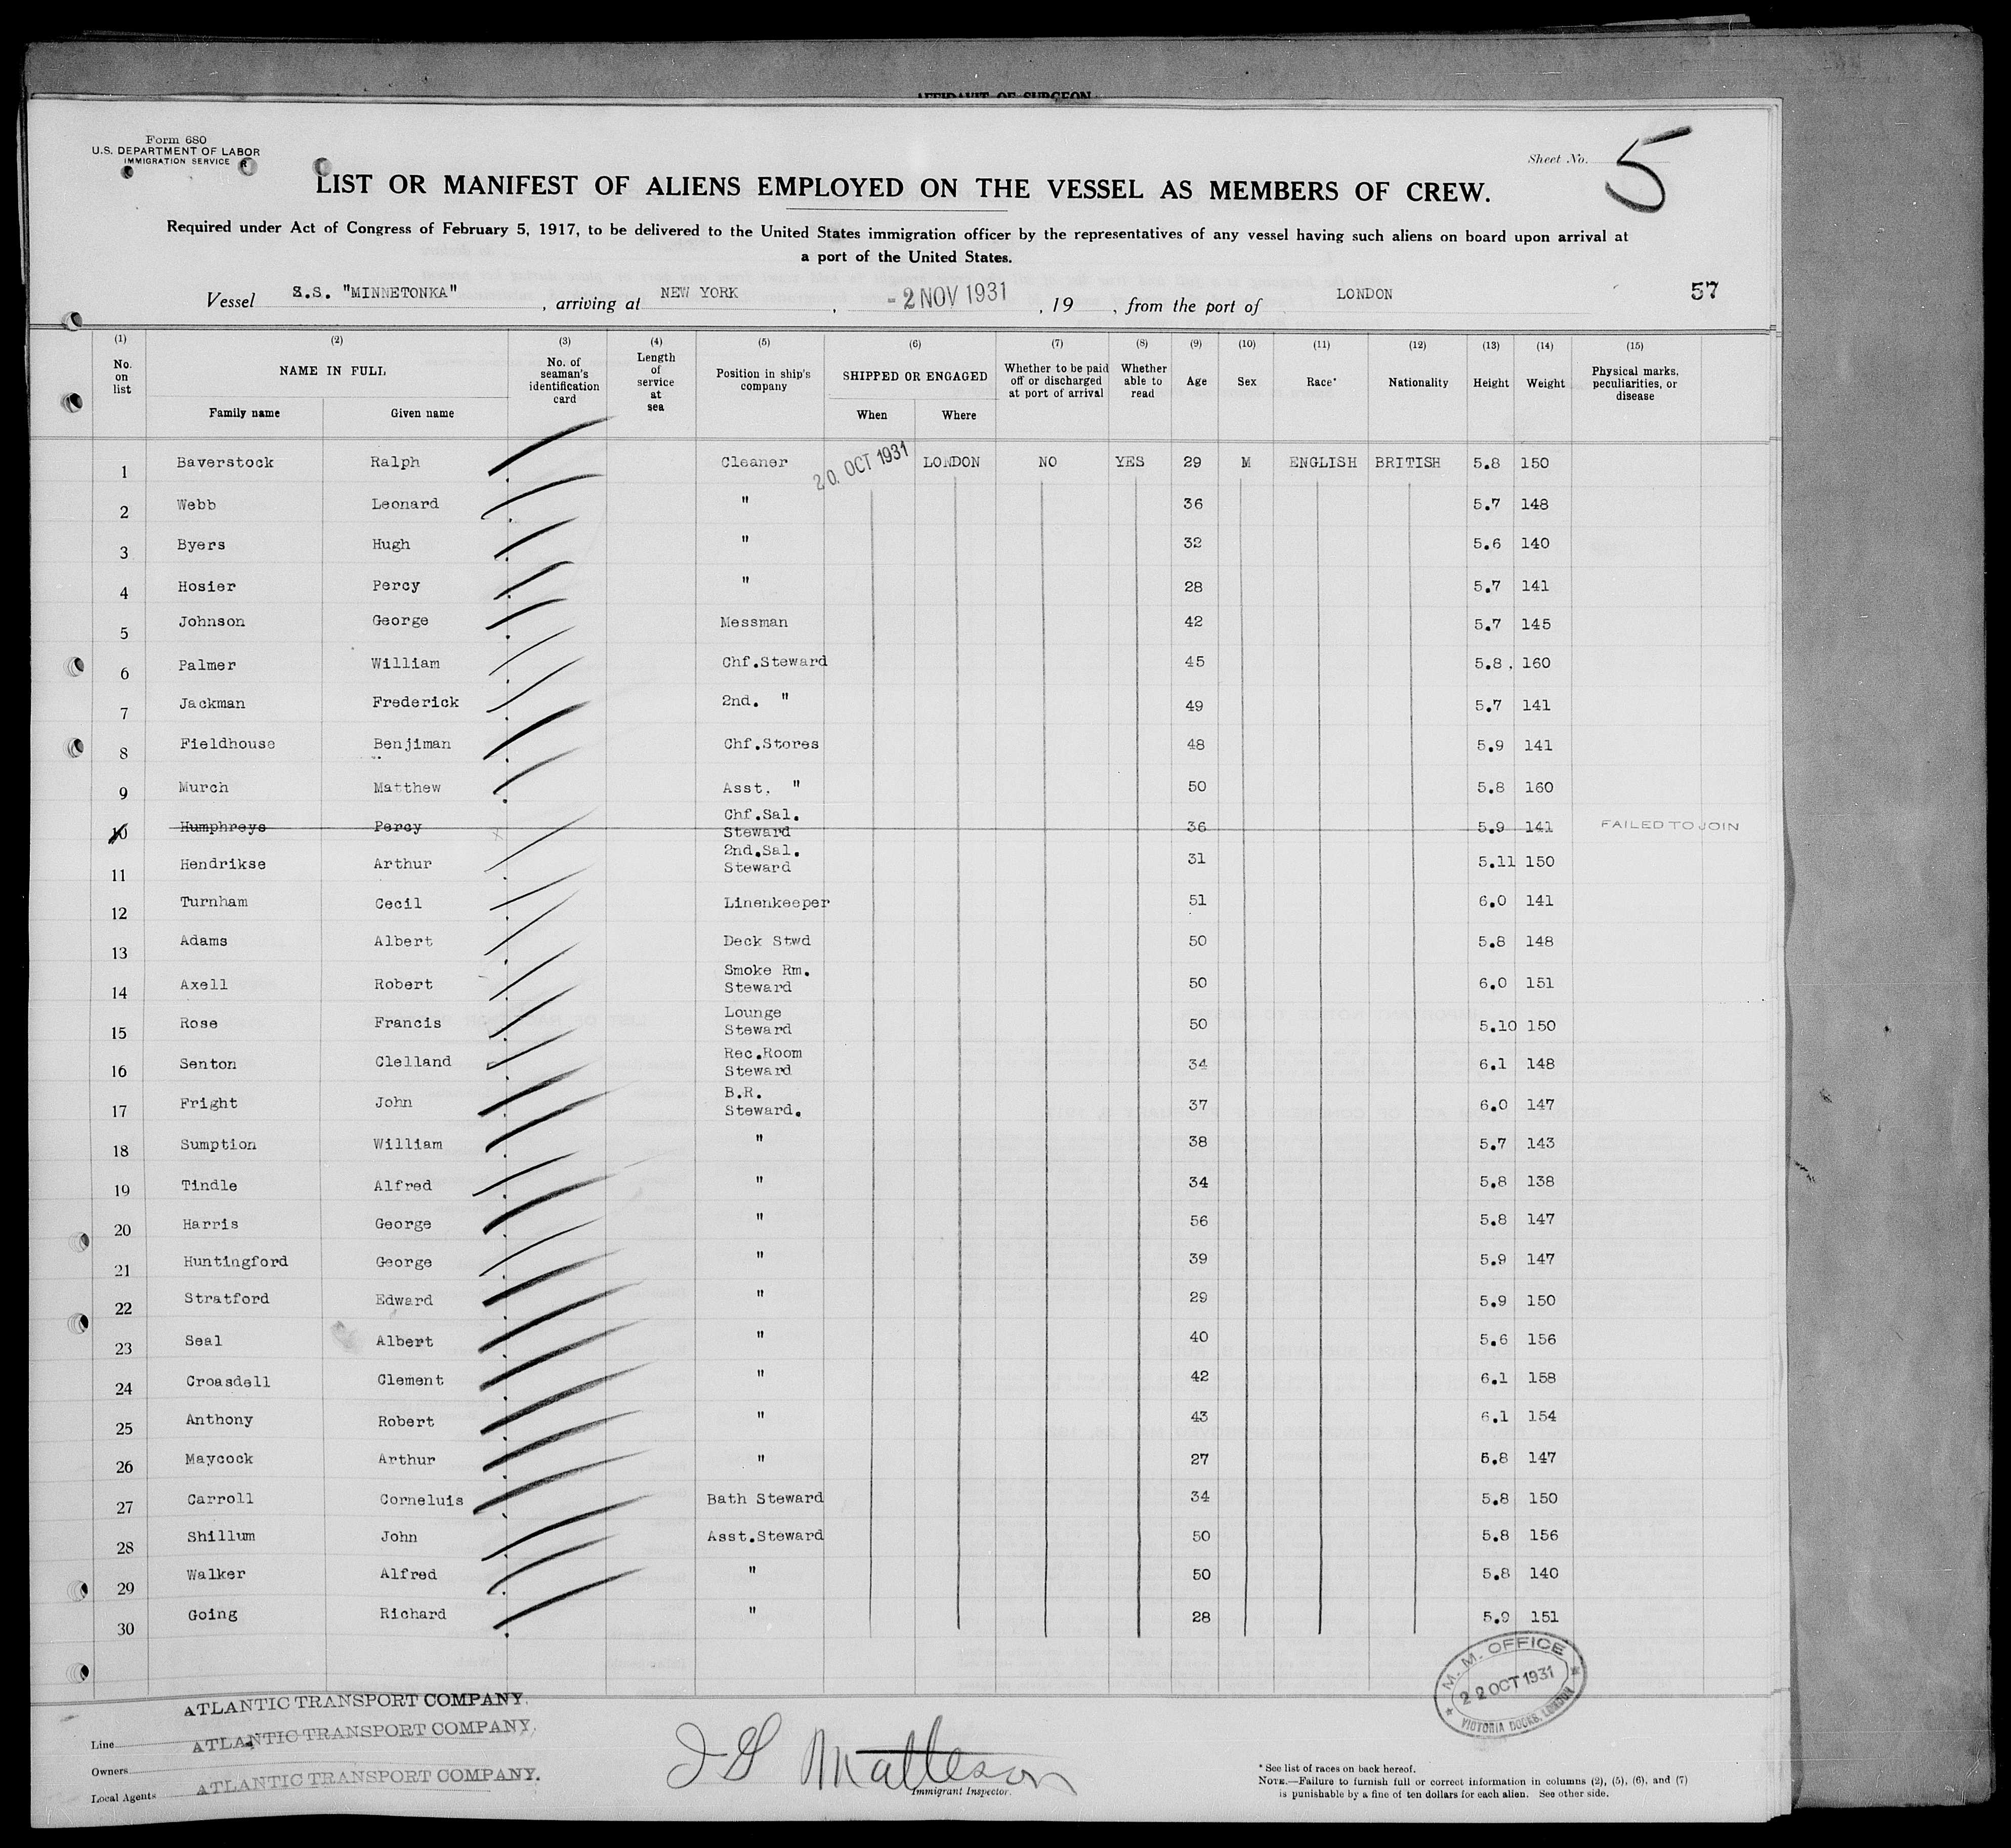 AFFIDAVIT OF SURGEON
Form 680
U.S. DEPARTMENT OF LABOR
IMMIGRATION SERVICE
Sheet No. 5
LIST OR MANIFEST OF ALIENS EMPLOYED ON THE VESSEL AS MEMBERS OF CREW.
Required under Act of Congress of February 5, 1917, to be delivered to the United States immigration officer by the representatives of any vessel having such aliens on board upon arrival at
a port of the United States.
Vessel S.S. "MINNETONKA", arriving at NEW YORK, -2 NOV 1931, 19 , from the port of LONDON 57
(1) (2) (3) (4) (5) (6) (7) (8) (9) (10) (11) (12) (13) (14) (15)
No. on list NAME IN FULL Family name Given name No. of seaman's identification card Length of service at sea Position in ship's company SHIPPED OR ENGAGED When Where Whether to be paid off or discharged at port of arrival Whether able to read Age Sex Race* Nationality Height Weight Physical marks, peculiarities, or disease
1 Baverstock Ralph Cleaner 20. OCT 1931 LONDON NO YES 29 M ENGLISH BRITISH 5.8 150
2 Webb Leonard " 36 5.7 148
3 Byers Hugh " 32 5.6 140
4 Hosier Percy " 28 5.7 141
5 Johnson George Messman 42 5.7 145
6 Palmer William Chf.Steward 45 5.8. 160
7 Jackman Frederick 2nd. " 49 5.7 141
8 Fieldhouse Benjiman Chf.Stores 48 5.9 141
9 Murch Matthew Asst. " 50 5.8 160
10 Humphreys Percy Chf.Sal. Steward 36 5.9 141 FAILED TO JOIN
11 Hendrikse Arthur 2nd.Sal. Steward 31 5.11 150
12 Turnham Cecil Linenkeeper 51 6.0 141
13 Adams Albert Deck Stwd 50 5.8 148
14 Axell Robert Smoke Rm. Steward 50 6.0 151
15 Rose Francis Lounge Steward 50 5.10 150
16 Senton Clelland Rec.Room Steward 34 6.1 148
17 Fright John B.R. Steward. 37 6.0 147
18 Sumption William " 38 5.7 143
19 Tindle Alfred " 34 5.8 138
20 Harris George " 56 5.8 147
21 Huntingford George " 39 5.9 147
22 Stratford Edward " 29 5.9 150
23 Seal Albert " 40 5.6 156
24 Croasdell Clement " 42 6.1 158
25 Anthony Robert " 43 6.1 154
26 Maycock Arthur " 27 5.8 147
27 Carroll Corneluis Bath Steward 34 5.8 150
28 Shillum John Asst.Steward 50 5.8 156
29 Walker Alfred " 50 5.8 140
30 Going Richard " 28 5.9 151
M. M. OFFICE
22 OCT 1931
VICTORIA DOCKS, LONDON
ATLANTIC TRANSPORT COMPANY.
Line ATLANTIC TRANSPORT COMPANY.
Owners
Local Agents ATLANTIC TRANSPORT COMPANY.
Matteson
Immigrant Inspector.
* See list of races on back hereof.
NOTE.—Failure to furnish full or correct information in columns (2), (5), (6), and (7)
is punishable by a fine of ten dollars for each alien. See other side.